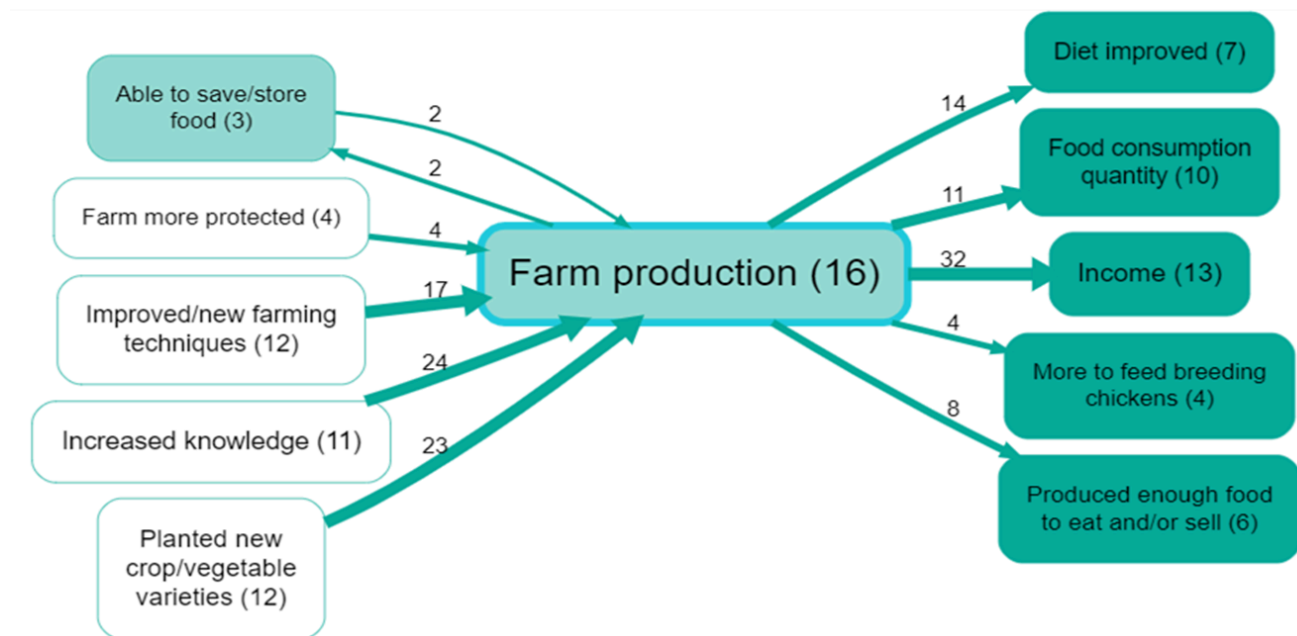 Able to save/store
food (3)
Farm more protected (4)
Improved/new farming
techniques (12)
Increased knowledge (11)
Planted new
crop/vegetable
varieties (12)
2
2
4
17
24
23
Farm production (16)
14
11
32
4
8
Diet improved (7)
Food consumption
quantity (10)
Income (13)
More to feed breeding
chickens (4)
Produced enough food
to eat and/or sell (6)